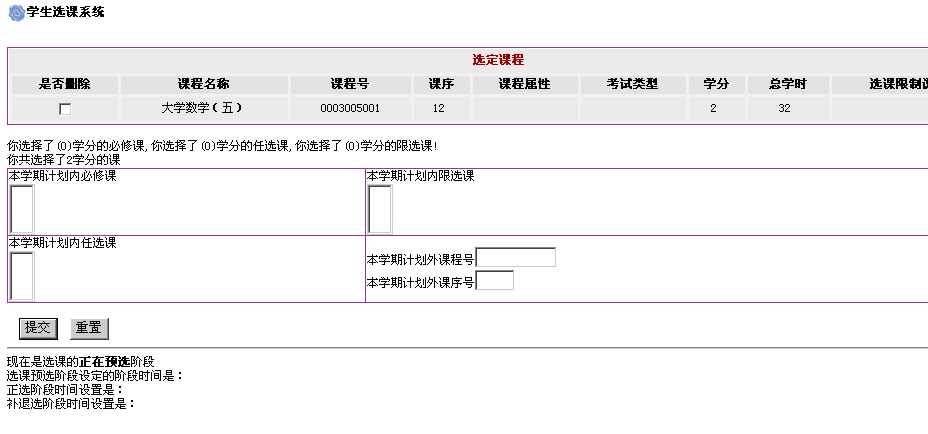 学生选课系统
选定课程
是否删除 课程名称 课程号 课序 课程属性 考试类型 学分 总学时 选课限制
大学数学(五) 0003005001 12 2 32
你选择了(0)学分的必修课,你选择了(0)学分的任选课,你选择了(0)学分的限选课!
你共选择了2学分的课
本学期计划内必修课 本学期计划内限选课
本学期计划内任选课
本学期计划外课程号
本学期计划外课序号
提交 重置
现在是选课的正在预选阶段
选课预选阶段设定的阶段时间是:
正选阶段时间设置是:
补退选阶段时间设置是: